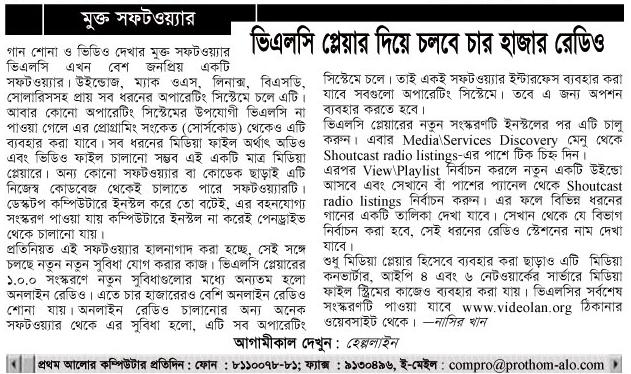 মুক্ত সফটওয়্যার
ভিএলসি প্লেয়ার দিয়ে চলবে চার হাজার রেডিও
গান শোনা ও ভিডিও দেখার মুক্ত সফটওয়্যার
ভিএলসি এখন বেশ জনপ্রিয় একটি
সফটওয়্যার। উইন্ডোজ, ম্যাক ওএস, লিনাক্স, বিএসডি,
সোলারিসসহ প্রায় সব ধরনের অপারেটিং সিস্টেমে চলে এটি।
আবার কোনো অপারেটিং সিস্টেমের উপযোগী ভিএলসি না
পাওয়া গেলে এর প্রোগ্রামিং সংকেত (সোর্সকোড) থেকেও এটি
ব্যবহার করা যাবে। সব ধরনের মিডিয়া ফাইল অর্থাৎ অডিও
এবং ভিডিও ফাইল চালানো সম্ভব এই একটি মাত্র মিডিয়া
প্লেয়ারে। অন্য কোনো সফটওয়্যার বা কোডেক ছাড়াই এটি
নিজেস্ব কোডবেজ থেকেই চালাতে পারে সফটওয়্যারটি।
ডেস্কটপ কম্পিউটারে ইনস্টল করে তো বটেই, এর বহনযোগ্য
সংস্করণ পাওয়া যায় কম্পিউটারে ইনস্টল না করেই পেনড্রাইভ
থেকে চালানো যায়।
প্রতিনিয়ত এই সফটওয়্যার হালনাগাদ করা হচ্ছে, সেই সঙ্গে
চলছে নতুন নতুন সুবিধা যোগ করার কাজ। ভিএলসি প্লেয়ারের
১.০.০ সংস্করণে নতুন সুবিধাগুলোর মধ্যে অন্যতম হলো
অনলাইন রেডিও। এতে চার হাজারেরও বেশি অনলাইন রেডিও
শোনা যায়। অনলাইন রেডিও চালানোর অন্য অনেক
সফটওয়্যার থেকে এর সুবিধা হলো, এটি সব অপারেটিং
সিস্টেমে চলে। তাই একই সফটওয়্যার ইন্টারফেস ব্যবহার করা
যাবে সবগুলো অপারেটিং সিস্টেমে। তবে এ জন্য অপশন
ব্যবহার করতে হবে।
ভিএলসি প্লেয়ারের নতুন সংস্করণটি ইনস্টলের পর এটি চালু
করুন। এবার Media\Services Discovery মেনু থেকে
Shoutcast radio listings-এর পাশে টিক চিহ্ন দিন।
এরপর View\Playlist নির্বাচন করলে নতুন একটি উইন্ডো
আসবে এবং সেখানে বাঁ পাশের প্যানেল থেকে Shoutcast
radio listings নির্বাচন করুন। এর ফলে বিভিন্ন ধরনের
গানের একটি তালিকা দেখা যাবে। সেখান থেকে যে বিভাগ
নির্বাচন করা হবে, সেই ধরনের রেডিও স্টেশনের নাম দেখা
যাবে।
শুধু মিডিয়া প্লেয়ার হিসেবে ব্যবহার করা ছাড়াও এটি মিডিয়া
কনভার্টার, আইপি ৪ এবং ৬ নেটওয়ার্কের সার্ভারে মিডিয়া
ফাইল স্ট্রিমের কাজেও ব্যবহার করা যায়। ভিএলসির সর্বশেষ
সংস্করণটি পাওয়া যাবে www.videolan.org ঠিকানার
ওয়েবসাইট থেকে। —নাসির খান
আগামীকাল দেখুন : হেল্পলাইন
প্রথম আলোর কম্পিউটার প্রতিদিন : ফোন : ৮১১০০৭৮-৮১; ফ্যাক্স : ৯১৩০৪৯৬, ই-মেইল : compro@prothom-alo.com